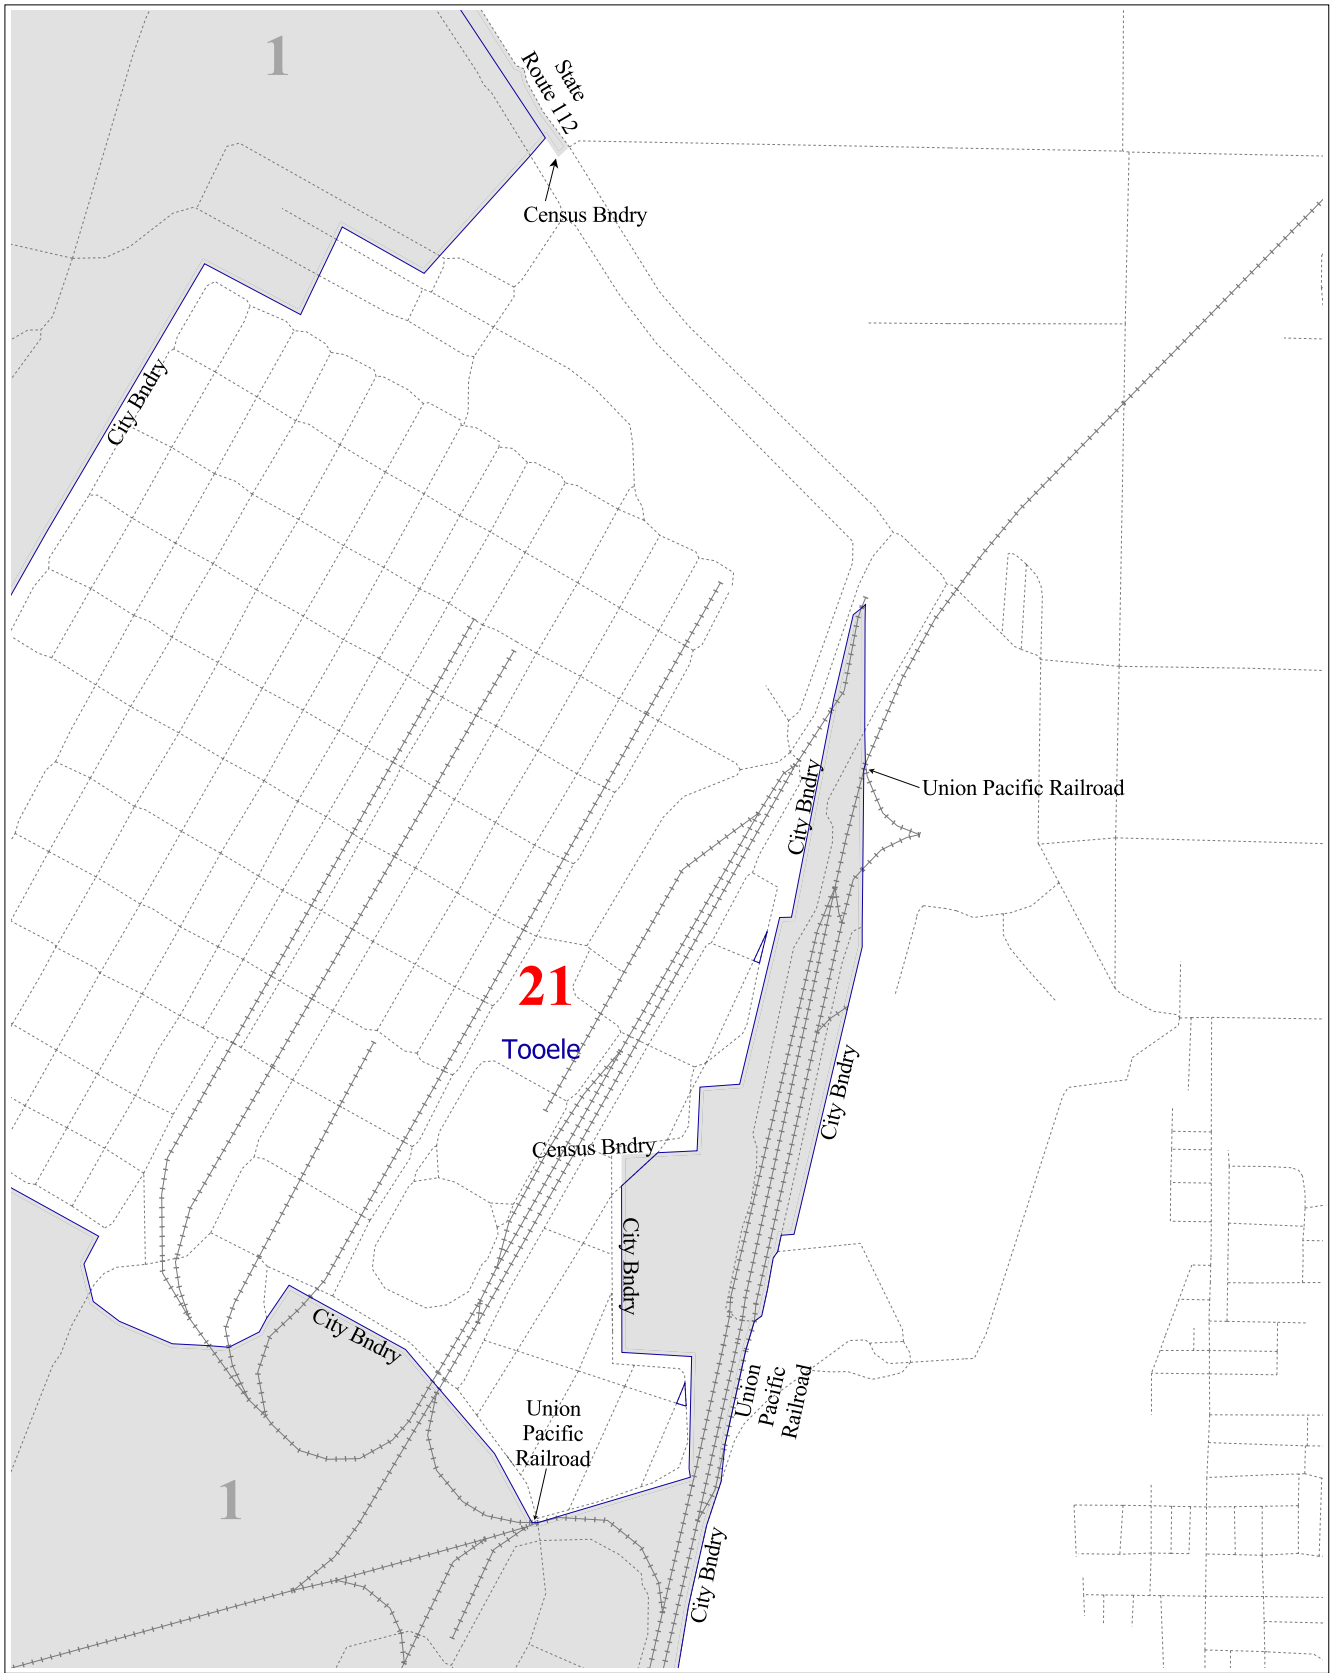 1
State
Route 112
Census Bndry
City Bndry
City Bndry
Union Pacific Railroad
21
Tooele
City Bndry
Census Bndry
City Bndry
City Bndry
Union
Pacific
Railroad
Union
Pacific
Railroad
1
City Bndry